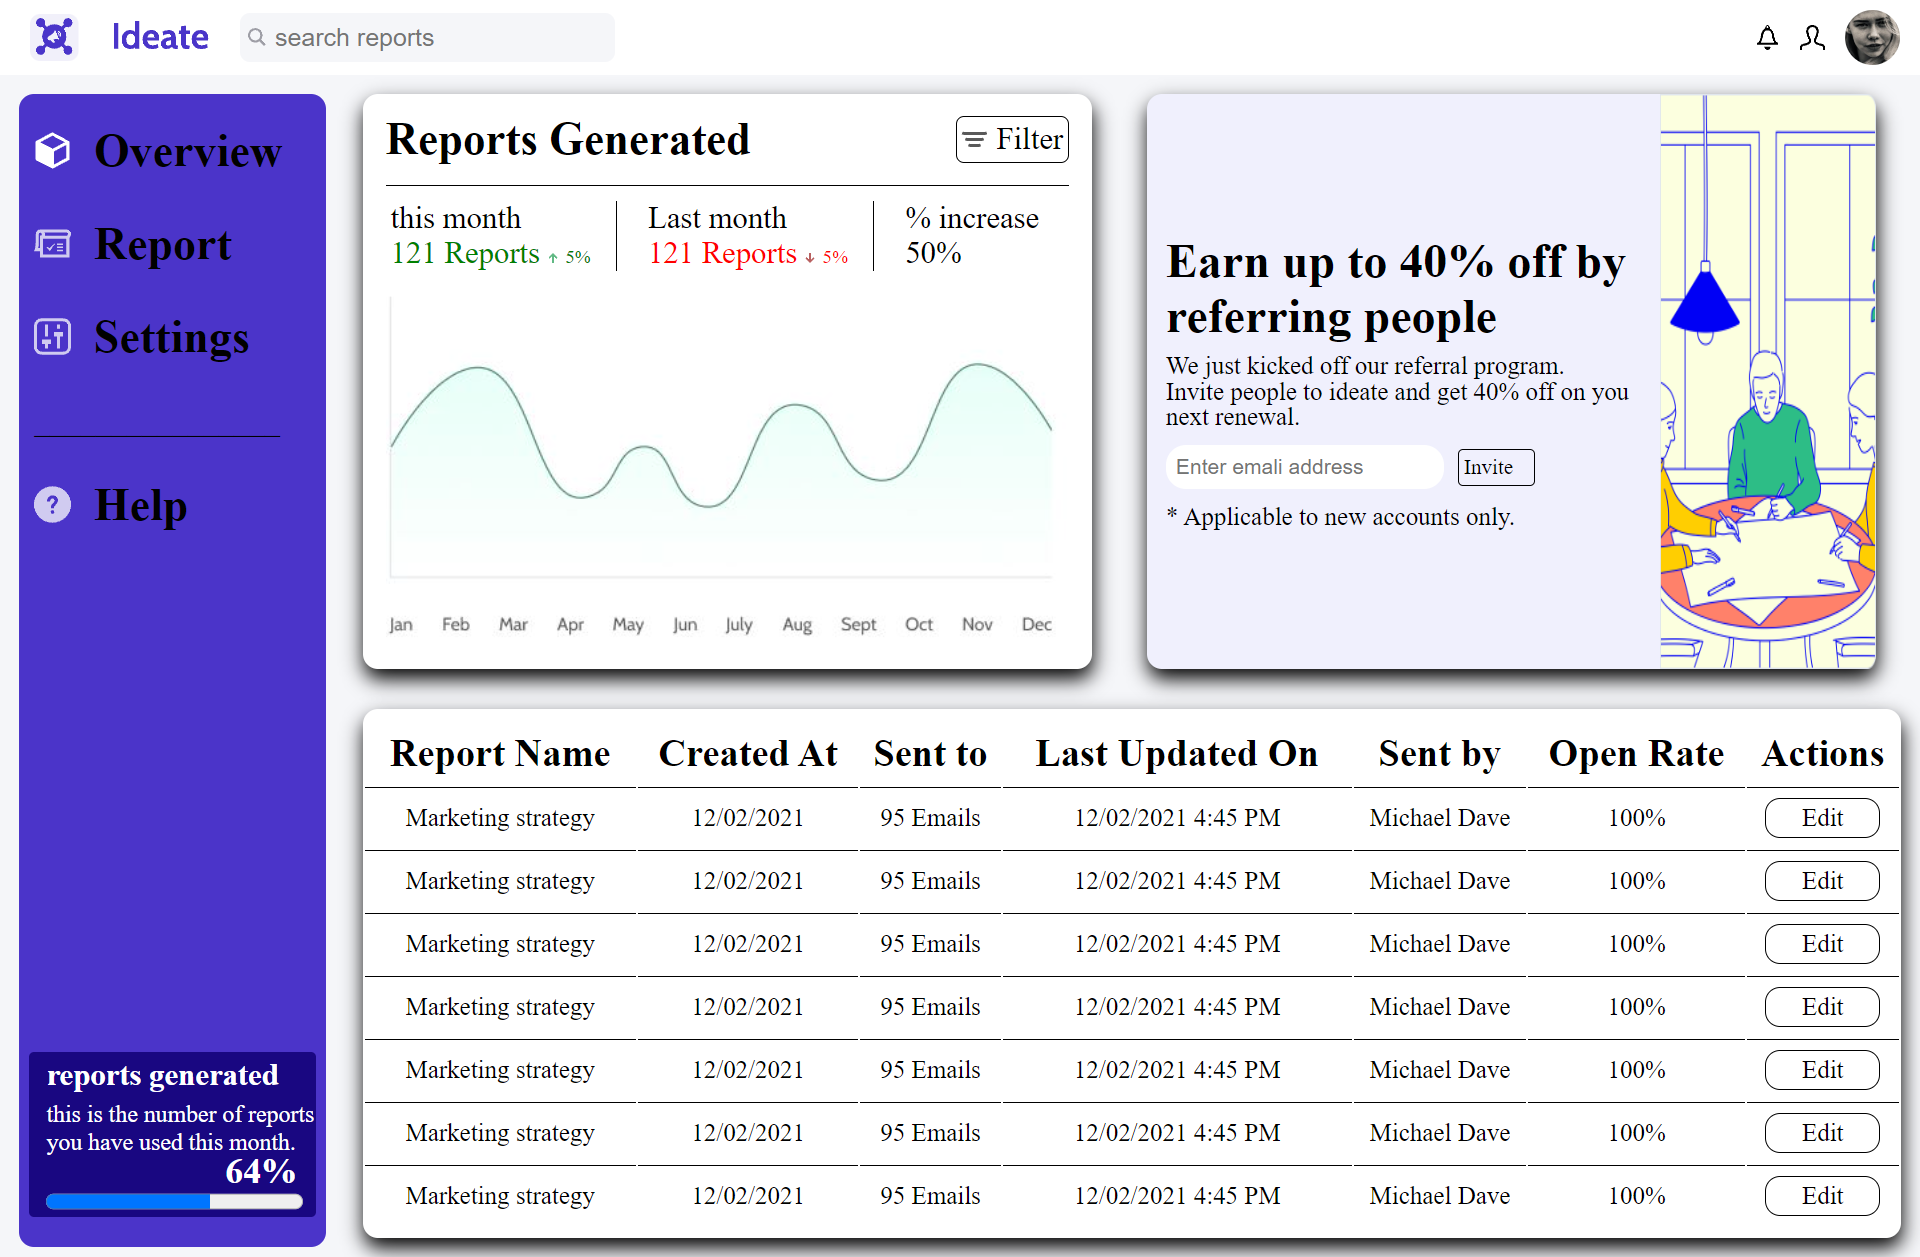 Ideate
search reports
Overview
Report
Settings
Help
reports generated
this is the number of reports
you have used this month.
64%
Reports Generated
Filter
this month
121 Reports ↑ 5%
Last month
121 Reports ↓ 5%
% increase
50%
Jan Feb Mar Apr May Jun July Aug Sept Oct Nov Dec
Earn up to 40% off by
referring people
We just kicked off our referral program.
Invite people to ideate and get 40% off on you
next renewal.
Enter emali address
Invite
* Applicable to new accounts only.
Report Name Created At Sent to Last Updated On Sent by Open Rate Actions
Marketing strategy 12/02/2021 95 Emails 12/02/2021 4:45 PM Michael Dave 100% Edit
Marketing strategy 12/02/2021 95 Emails 12/02/2021 4:45 PM Michael Dave 100% Edit
Marketing strategy 12/02/2021 95 Emails 12/02/2021 4:45 PM Michael Dave 100% Edit
Marketing strategy 12/02/2021 95 Emails 12/02/2021 4:45 PM Michael Dave 100% Edit
Marketing strategy 12/02/2021 95 Emails 12/02/2021 4:45 PM Michael Dave 100% Edit
Marketing strategy 12/02/2021 95 Emails 12/02/2021 4:45 PM Michael Dave 100% Edit
Marketing strategy 12/02/2021 95 Emails 12/02/2021 4:45 PM Michael Dave 100% Edit